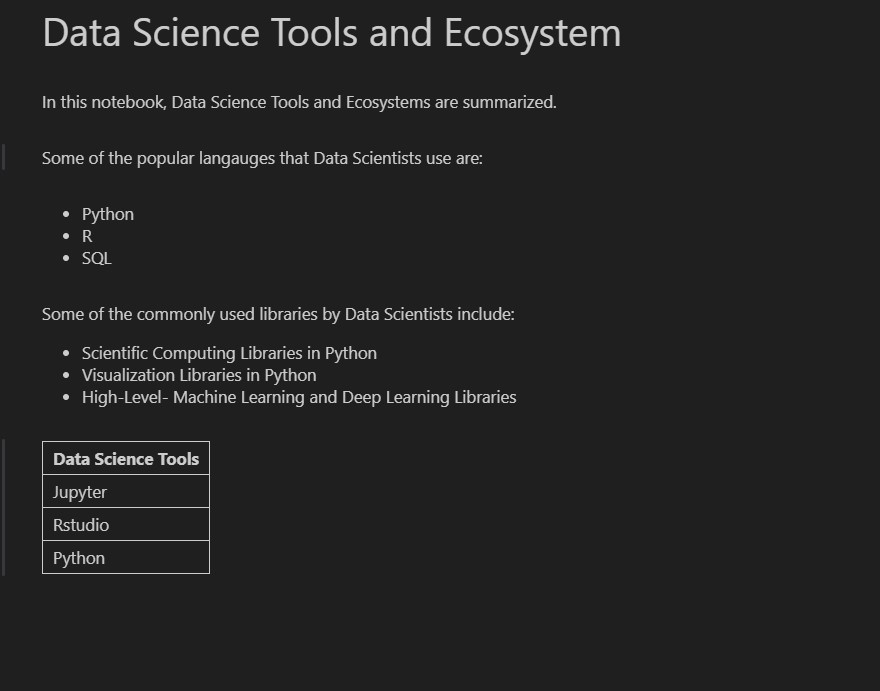 Data Science Tools and Ecosystem
In this notebook, Data Science Tools and Ecosystems are summarized.
Some of the popular langauges that Data Scientists use are:
• Python
• R
• SQL
Some of the commonly used libraries by Data Scientists include:
• Scientific Computing Libraries in Python
• Visualization Libraries in Python
• High-Level- Machine Learning and Deep Learning Libraries
Data Science Tools
Jupyter
Rstudio
Python